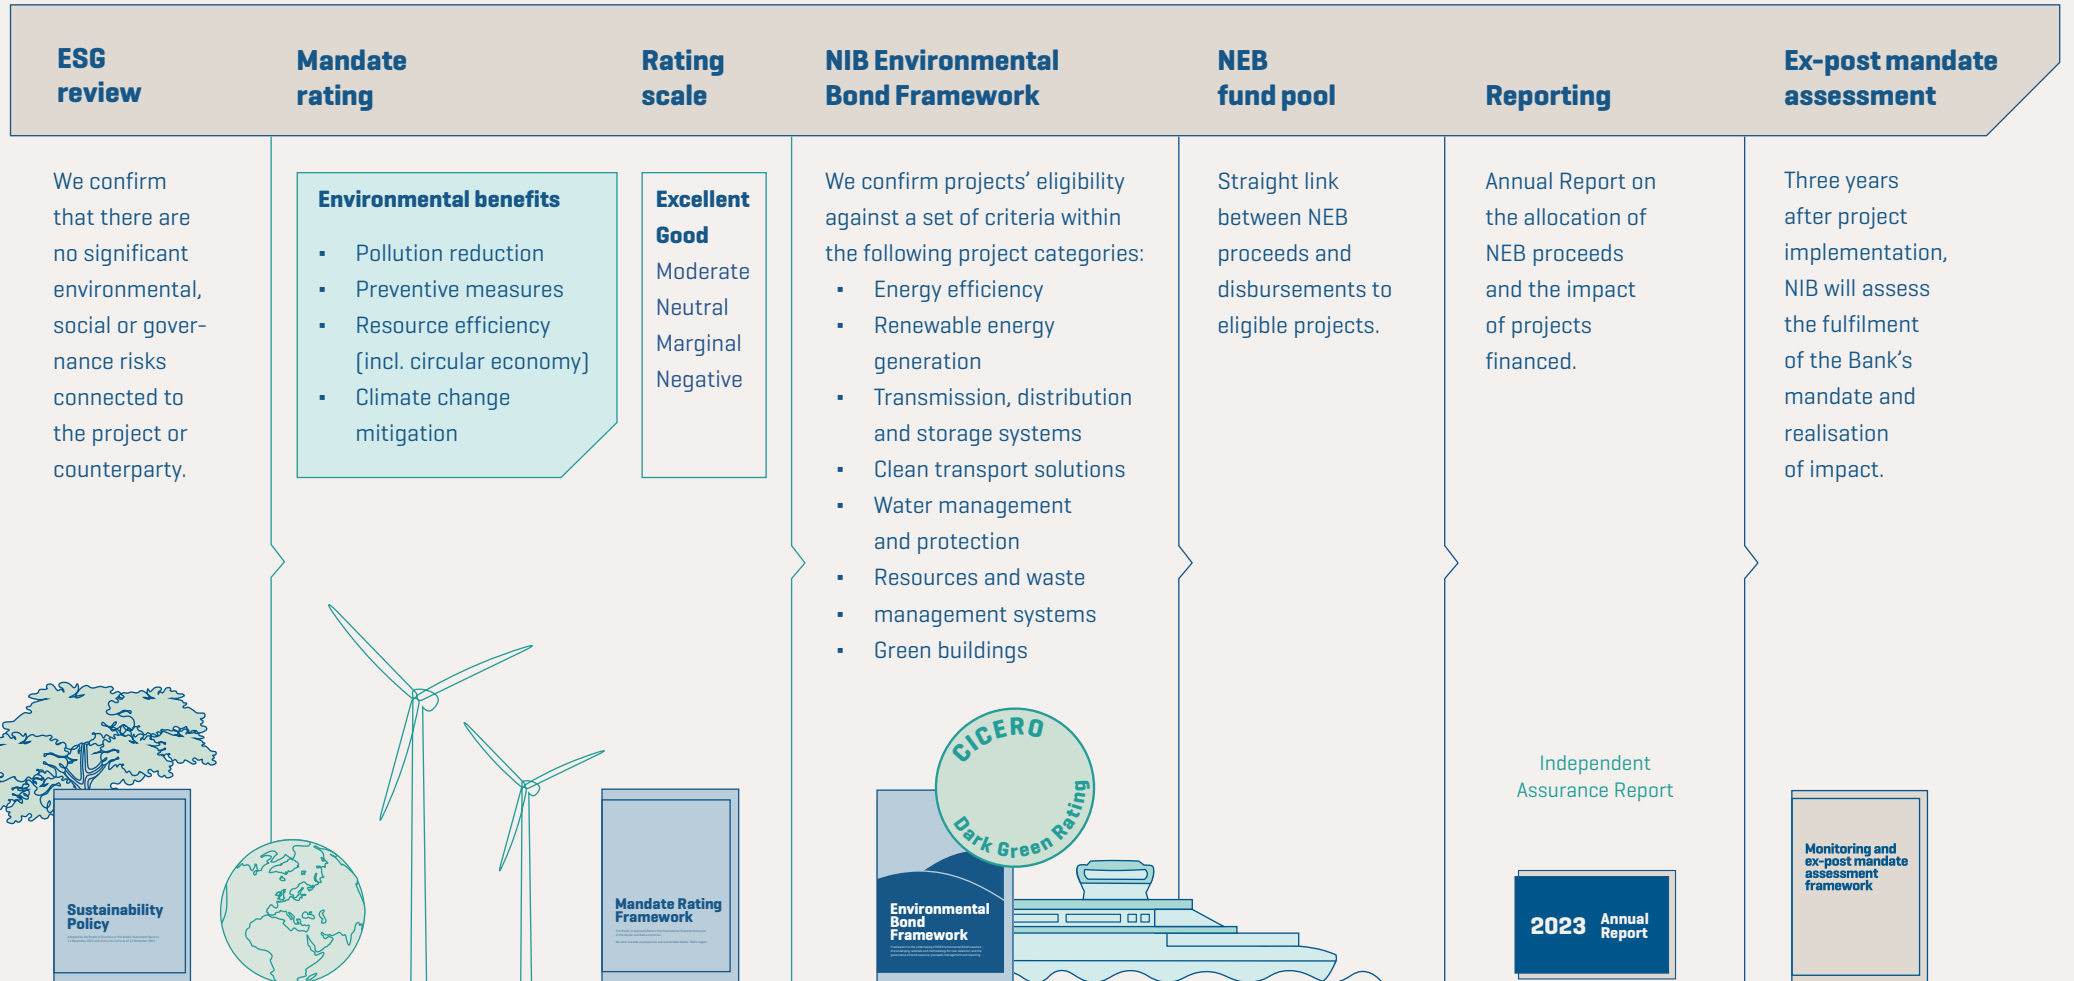 ESG
review
Mandate
rating
Rating
scale
NIB Environmental
Bond Framework
NEB
fund pool
Reporting
Ex-post mandate
assessment
We confirm
that there are
no significant
environmental,
social or gover-
nance risks
connected to
the project or
counterparty.
Environmental benefits
▪ Pollution reduction
▪ Preventive measures
▪ Resource efficiency
(incl. circular economy)
▪ Climate change
mitigation
Excellent
Good
Moderate
Neutral
Marginal
Negative
We confirm projects’ eligibility
against a set of criteria within
the following project categories:
▪ Energy efficiency
▪ Renewable energy
generation
▪ Transmission, distribution
and storage systems
▪ Clean transport solutions
▪ Water management
and protection
▪ Resources and waste
▪ management systems
▪ Green buildings
Straight link
between NEB
proceeds and
disbursements to
eligible projects.
Annual Report on
the allocation of
NEB proceeds
and the impact
of projects
financed.
Three years
after project
implementation,
NIB will assess
the fulfilment
of the Bank’s
mandate and
realisation
of impact.
Sustainability
Policy
Mandate Rating
Framework
CICERO
Dark Green Rating
Environmental
Bond
Framework
Independent
Assurance Report
2023 Annual
Report
Monitoring and
ex-post mandate
assessment
framework